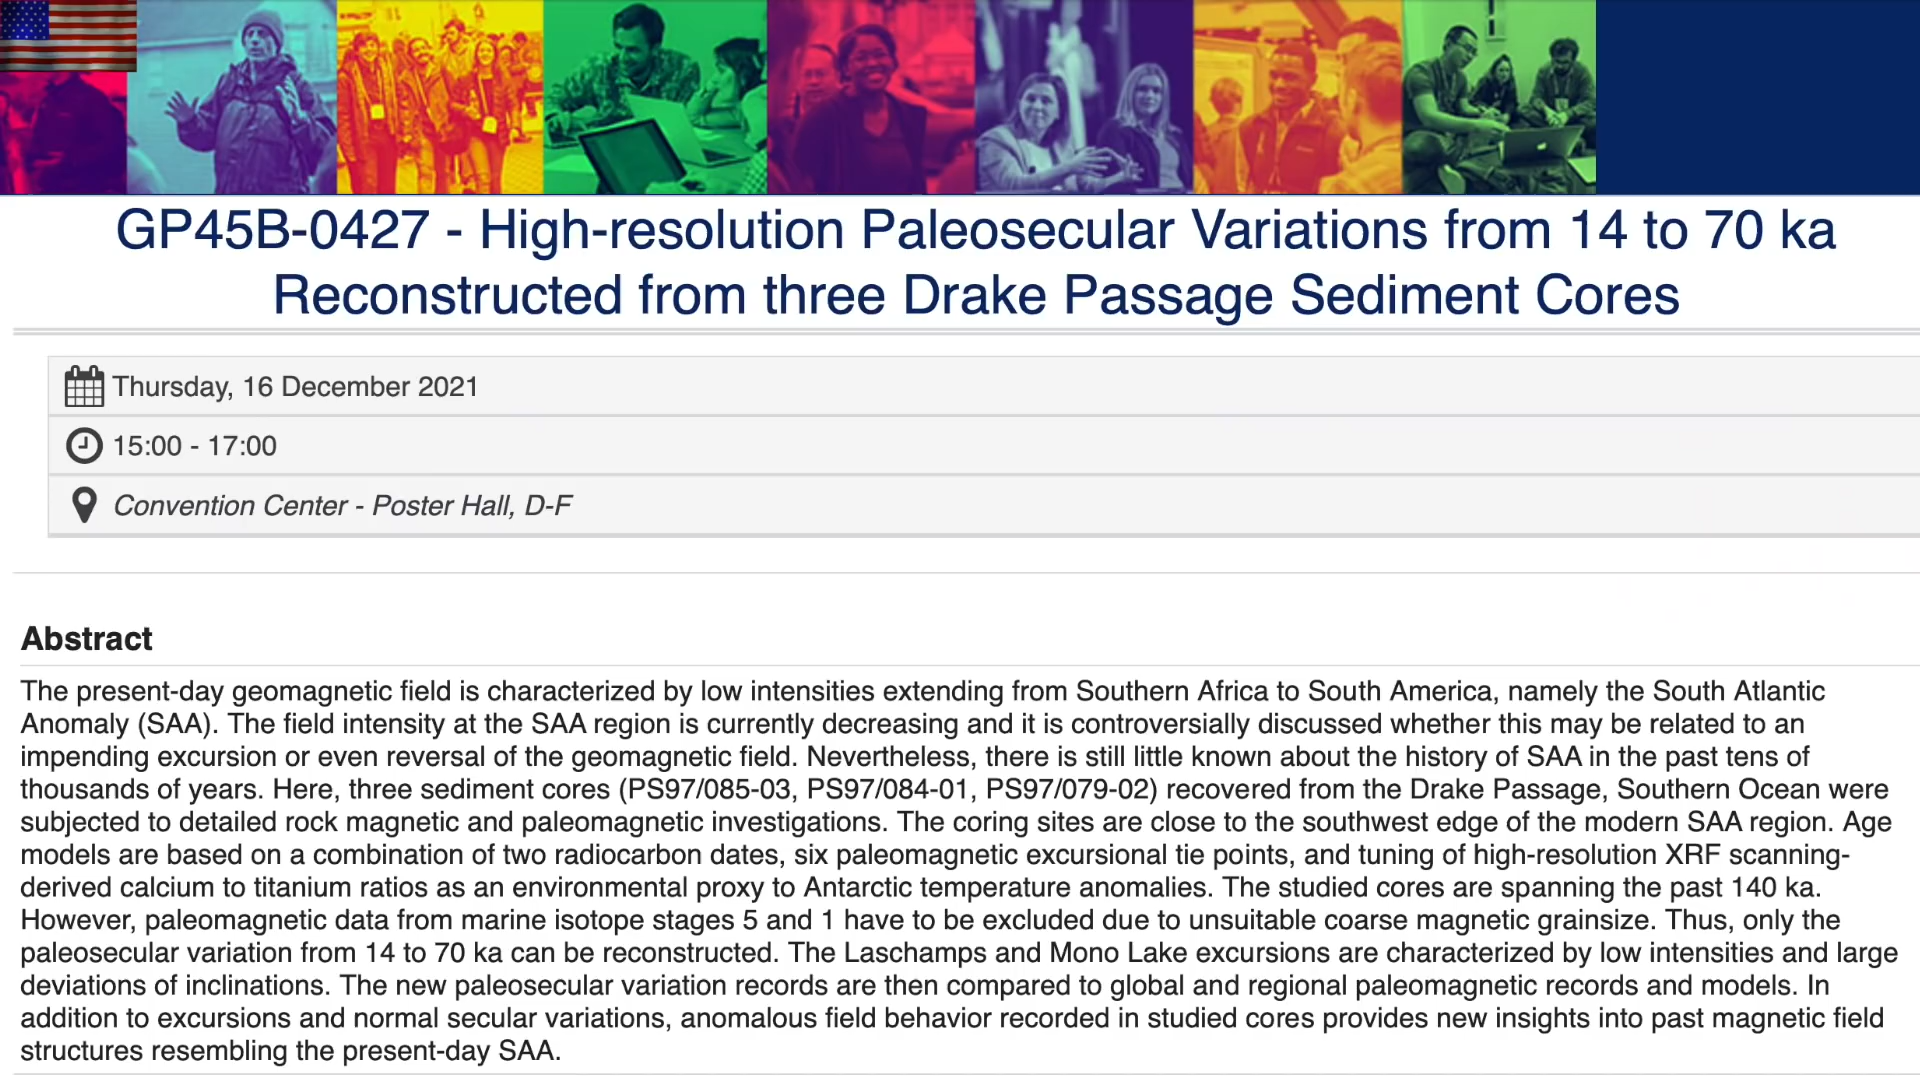 GP45B-0427 - High-resolution Paleosecular Variations from 14 to 70 ka
Reconstructed from three Drake Passage Sediment Cores
Thursday, 16 December 2021
15:00 - 17:00
Convention Center - Poster Hall, D-F
Abstract
The present-day geomagnetic field is characterized by low intensities extending from Southern Africa to South America, namely the South Atlantic
Anomaly (SAA). The field intensity at the SAA region is currently decreasing and it is controversially discussed whether this may be related to an
impending excursion or even reversal of the geomagnetic field. Nevertheless, there is still little known about the history of SAA in the past tens of
thousands of years. Here, three sediment cores (PS97/085-03, PS97/084-01, PS97/079-02) recovered from the Drake Passage, Southern Ocean were
subjected to detailed rock magnetic and paleomagnetic investigations. The coring sites are close to the southwest edge of the modern SAA region. Age
models are based on a combination of two radiocarbon dates, six paleomagnetic excursional tie points, and tuning of high-resolution XRF scanning-
derived calcium to titanium ratios as an environmental proxy to Antarctic temperature anomalies. The studied cores are spanning the past 140 ka.
However, paleomagnetic data from marine isotope stages 5 and 1 have to be excluded due to unsuitable coarse magnetic grainsize. Thus, only the
paleosecular variation from 14 to 70 ka can be reconstructed. The Laschamps and Mono Lake excursions are characterized by low intensities and large
deviations of inclinations. The new paleosecular variation records are then compared to global and regional paleomagnetic records and models. In
addition to excursions and normal secular variations, anomalous field behavior recorded in studied cores provides new insights into past magnetic field
structures resembling the present-day SAA.